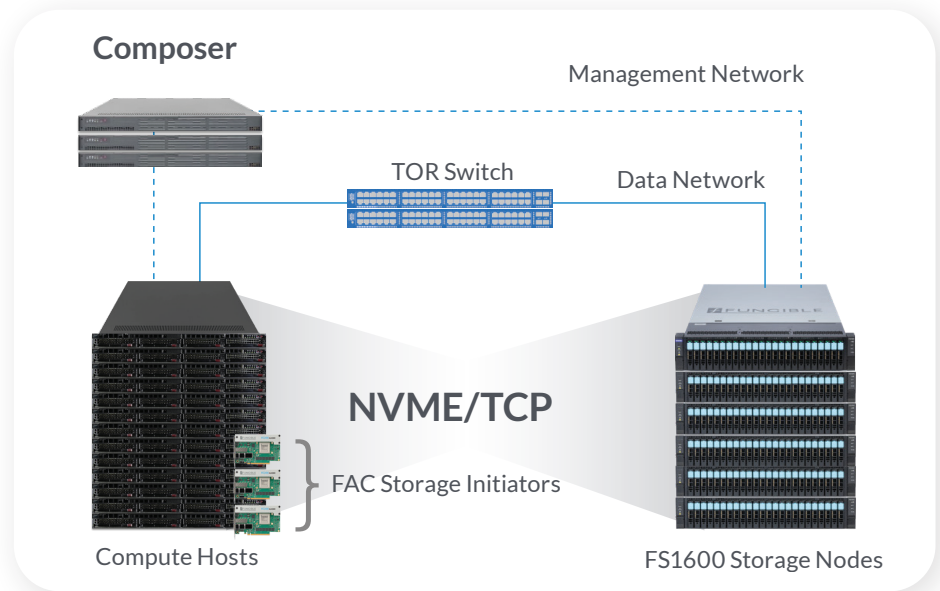 Composer
Management Network
TOR Switch
Data Network
FUNGIBLE
NVME/TCP
FAC Storage Initiators
Compute Hosts
FS1600 Storage Nodes